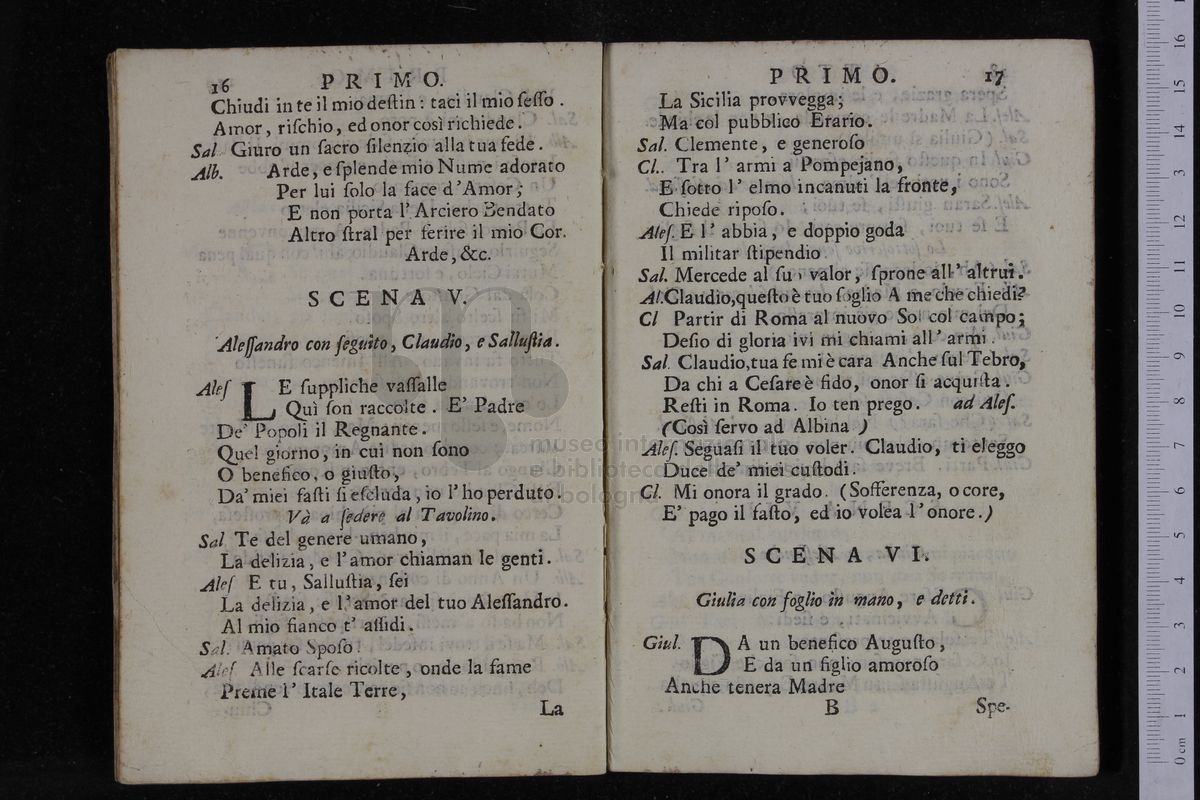 16 PRIMO.
Chiudi in te il mio deſtin : taci il mio ſeſſo .
Amor, riſchio, ed onor così richiede.
Sal Giuro un ſacro ſilenzio alla tua fede.
Alb. Arde, e ſplende mio Nume adorato
Per lui ſolo la face d'Amor;
E non porta l'Arciero Bendato
Altro ſtral per ferire il mio Cor.
Arde, &c.
SCENA V.
Aleſſandro con ſeguito, Claudio, e Salluſtia.
Aleſ LE ſuppliche vaſſalle
Quì ſon raccolte. E' Padre
De' Popoli il Regnante.
Quel giorno, in cui non ſono
O benefico, o giuſto,
Da' miei faſti ſi eſcluda, io l'ho perduto.
Và a ſedere al Tavolino.
Sal Te del genere umano,
La delizia, e l'amor chiaman le genti.
Aleſ E tu, Salluſtia, ſei
La delizia, e l'amor del tuo Aleſſandro.
Al mio fianco t' aſſidi.
Sal. Amato Spoſo!
Aleſ Alle ſcarſe ricolte, onde la fame
Preme l' Itale Terre,
La
PRIMO. 17
La Sicilia provvegga;
Ma col pubblico Erario.
Sal. Clemente, e generoſo
Cl.. Tra l' armi a Pompejano,
E ſotto l' elmo incanuti la fronte,
Chiede ripoſo.
Aleſ. E l' abbia, e doppio goda
Il militar ſtipendio
Sal. Mercede al ſuo valor, ſprone all' altrui.
Al. Claudio, queſto è tuo ſoglio A me che chiedi?
Cl Partir di Roma al nuovo Sol col campo;
Deſio di gloria ivi mi chiami all' armi.
Sal. Claudio, tua fe mi è cara Anche ſul Tebro,
Da chi a Ceſare è fido, onor ſi acquiſta.
Reſti in Roma. Io ten prego. ad Aleſ.
(Così ſervo ad Albina )
Aleſ. Seguaſi il tuo voler. Claudio, ti eleggo
Duce de' miei cuſtodi.
Cl. Mi onora il grado. (Sofferenza, o core,
E' pago il faſto, ed io volea l'onore.)
SCENA VI.
Giulia con foglio in mano, e detti.
Giul. DA un benefico Auguſto,
E da un figlio amoroſo
Anche tenera Madre
B Spe-
museo internazionale
e biblioteca
bologna